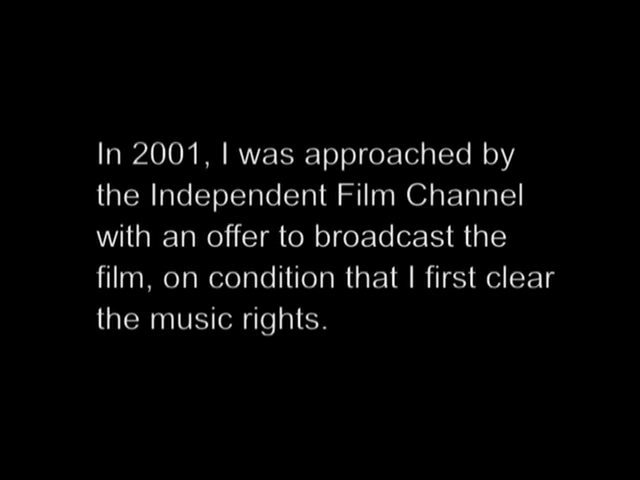 In 2001, I was approached by
the Independent Film Channel
with an offer to broadcast the
film, on condition that I first clear
the music rights.